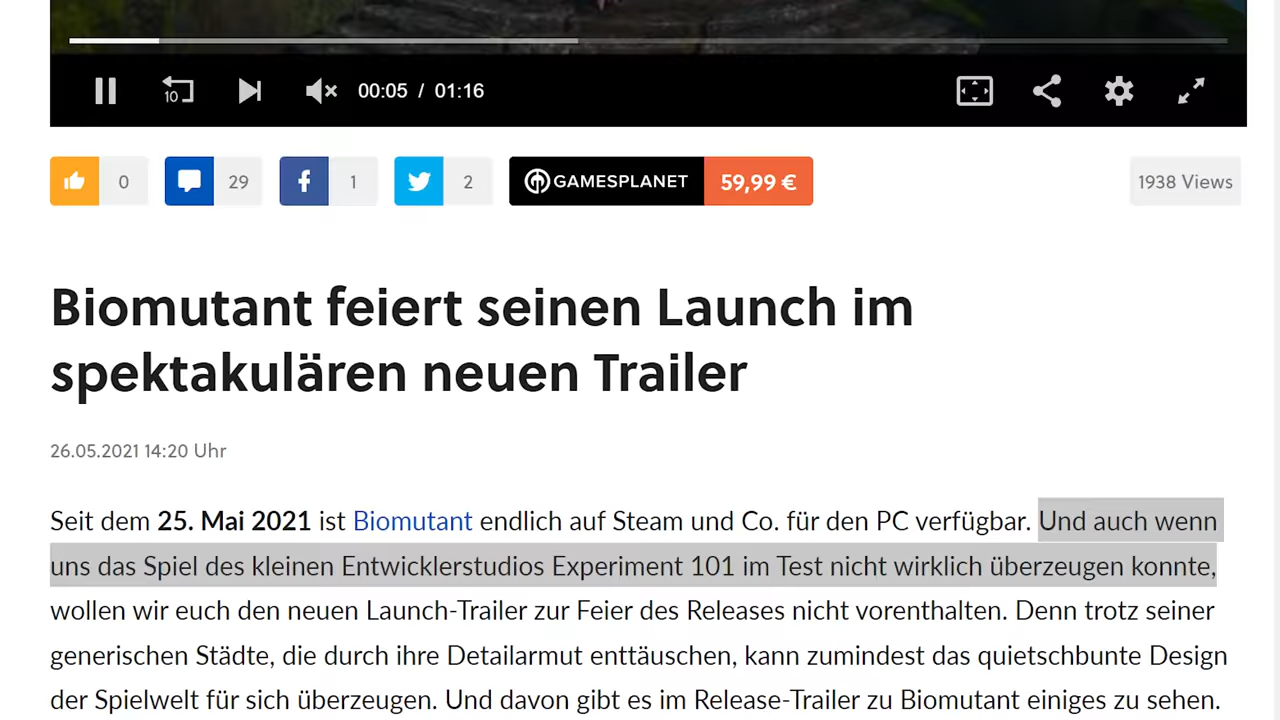 10 00:05 / 01:16
0 29 1 2 GAMESPLANET 59,99 € 1938 Views
Biomutant feiert seinen Launch im
spektakulären neuen Trailer
26.05.2021 14:20 Uhr
Seit dem 25. Mai 2021 ist Biomutant endlich auf Steam und Co. für den PC verfügbar. Und auch wenn
uns das Spiel des kleinen Entwicklerstudios Experiment 101 im Test nicht wirklich überzeugen konnte,
wollen wir euch den neuen Launch-Trailer zur Feier des Releases nicht vorenthalten. Denn trotz seiner
generischen Städte, die durch ihre Detailarmut enttäuschen, kann zumindest das quietschbunte Design
der Spielwelt für sich überzeugen. Und davon gibt es im Release-Trailer zu Biomutant einiges zu sehen.